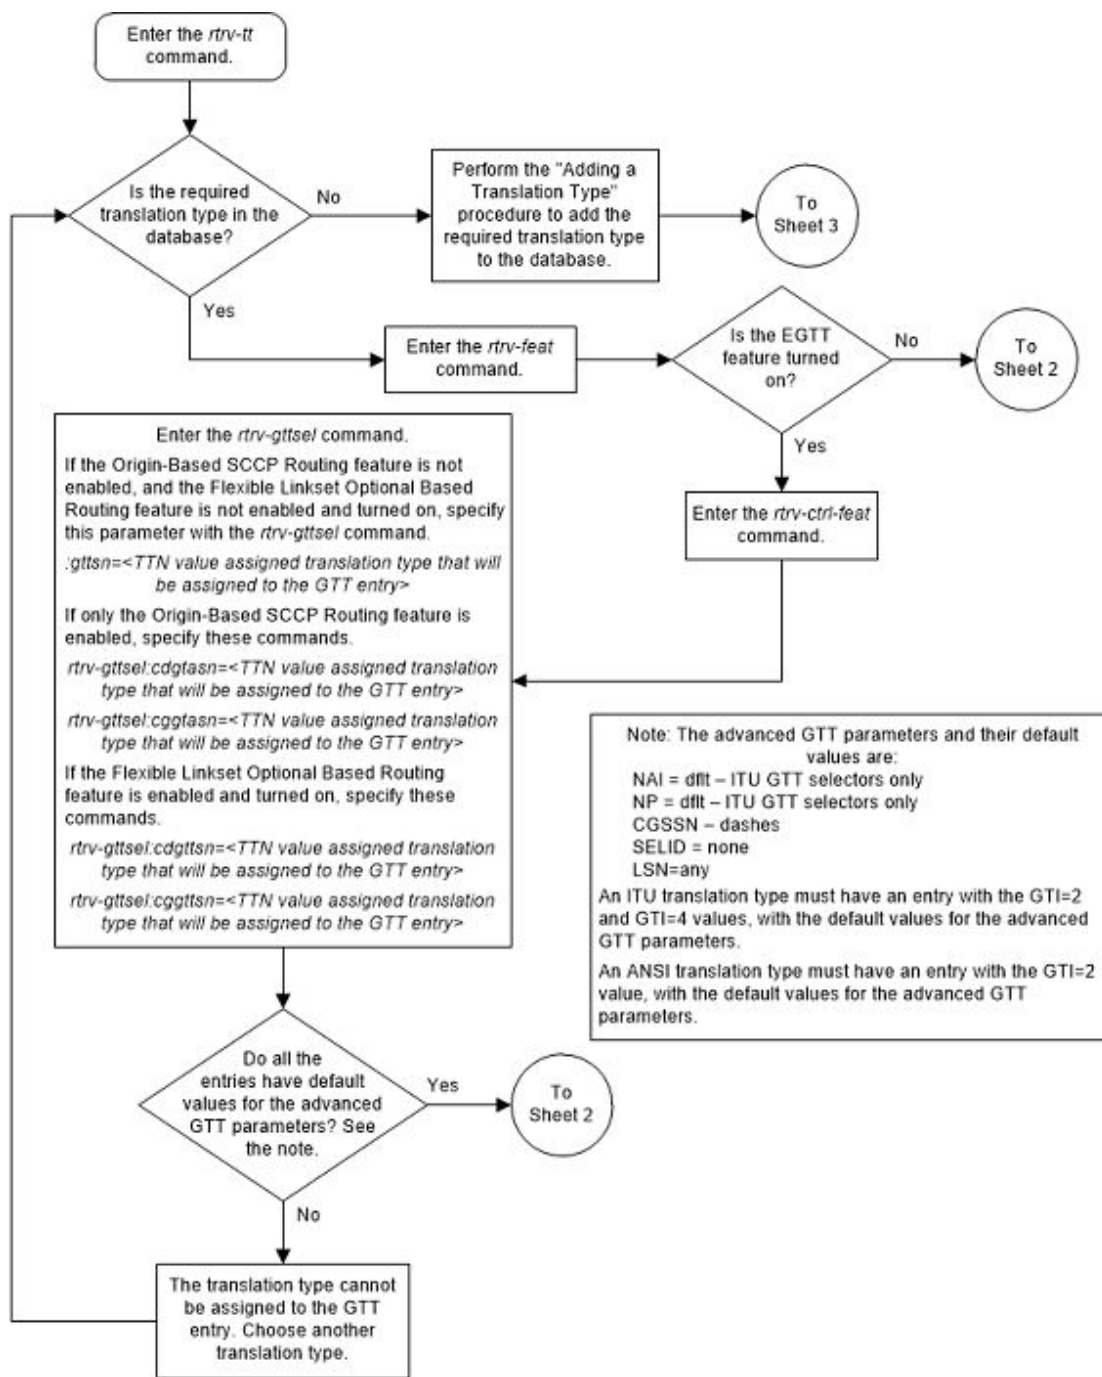 Enter the rtrv-tt
command.
Is the required
translation type in the
database?
No
Perform the "Adding a
Translation Type"
procedure to add the
required translation type
to the database.
To
Sheet 3
Yes
Enter the rtrv-feat
command.
Is the EGTT
feature turned
on?
No
To
Sheet 2
Yes
Enter the rtrv-ctrl-feat
command.
Enter the rtrv-gttsel command.
If the Origin-Based SCCP Routing feature is not
enabled, and the Flexible Linkset Optional Based
Routing feature is not enabled and turned on, specify
this parameter with the rtrv-gttsel command.
:gttsn=<TTN value assigned translation type that will
be assigned to the GTT entry>
If only the Origin-Based SCCP Routing feature is
enabled, specify these commands.
rtrv-gttsel:cdgtasn=<TTN value assigned translation
type that will be assigned to the GTT entry>
rtrv-gttsel:cggtasn=<TTN value assigned translation
type that will be assigned to the GTT entry>
If the Flexible Linkset Optional Based Routing
feature is enabled and turned on, specify these
commands.
rtrv-gttsel:cdgttsn=<TTN value assigned translation
type that will be assigned to the GTT entry>
rtrv-gttsel:cggttsn=<TTN value assigned translation
type that will be assigned to the GTT entry>
Note: The advanced GTT parameters and their default
values are:
NAI = dflt – ITU GTT selectors only
NP = dflt – ITU GTT selectors only
CGSSN – dashes
SELID = none
LSN=any
An ITU translation type must have an entry with the GTI=2
and GTI=4 values, with the default values for the advanced
GTT parameters.
An ANSI translation type must have an entry with the GTI=2
value, with the default values for the advanced GTT
parameters.
Do all the
entries have default
values for the advanced
GTT parameters? See
the note.
Yes
To
Sheet 2
No
The translation type cannot
be assigned to the GTT
entry. Choose another
translation type.